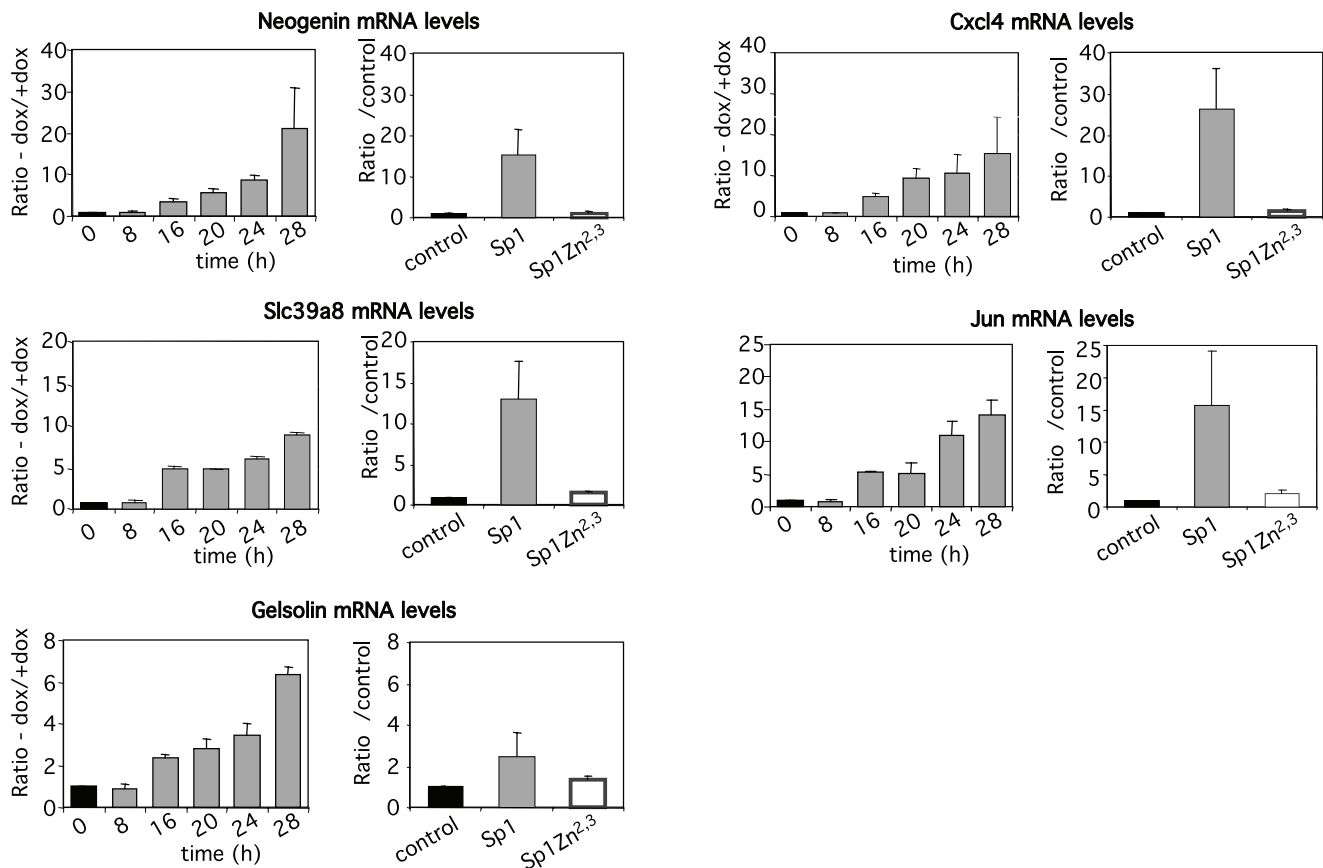 Neogenin mRNA levels
Ratio - dox/+dox
40
30
20
10
0
0 8 16 20 24 28
time (h)
Ratio /control
40
30
20
10
0
control Sp1 Sp1Zn2,3
Cxcl4 mRNA levels
Ratio - dox/+dox
40
30
20
10
0
0 8 16 20 24 28
time (h)
Ratio /control
40
30
20
10
0
control Sp1 Sp1Zn2,3
Slc39a8 mRNA levels
Ratio - dox/+dox
20
15
10
5
0
0 8 16 20 24 28
time (h)
Ratio /control
20
15
10
5
0
control Sp1 Sp1Zn2,3
Jun mRNA levels
Ratio - dox/+dox
25
20
15
10
5
0
0 8 16 20 24 28
time (h)
Ratio /control
25
20
15
10
5
0
control Sp1 Sp1Zn2,3
Gelsolin mRNA levels
Ratio - dox/+dox
8
6
4
2
0
0 8 16 20 24 28
time (h)
Ratio /control
8
6
4
2
0
control Sp1 Sp1Zn2,3